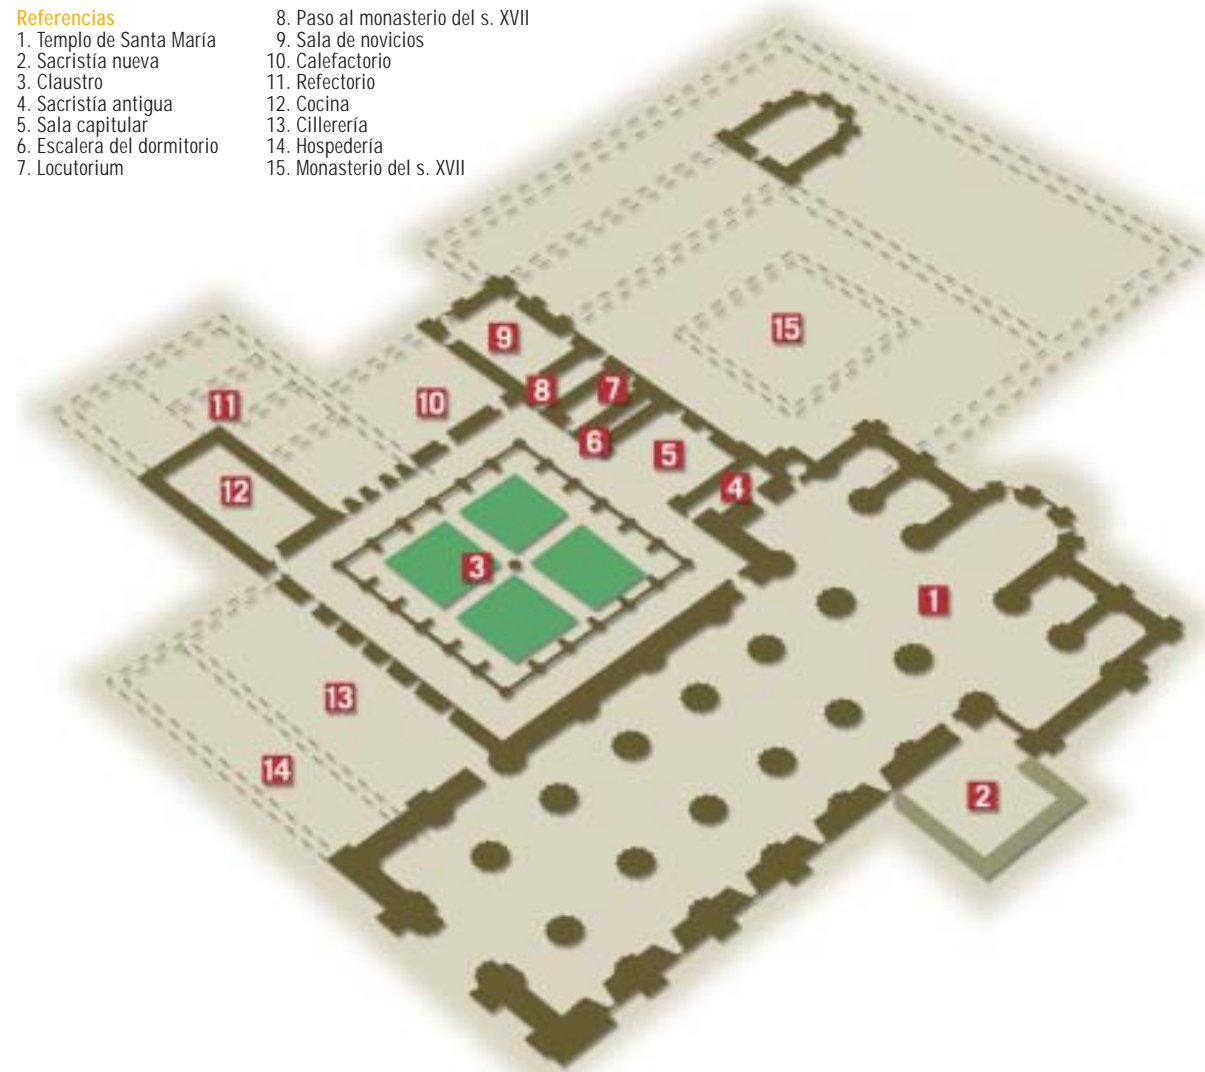 Referencias
1. Templo de Santa María
2. Sacristía nueva
3. Claustro
4. Sacristía antigua
5. Sala capitular
6. Escalera del dormitorio
7. Locutorium
8. Paso al monasterio del s. XVII
9. Sala de novicios
10. Calefactorio
11. Refectorio
12. Cocina
13. Cillerería
14. Hospedería
15. Monasterio del s. XVII
9
15
8
7
11
10
6
5
12
4
3
1
13
14
2